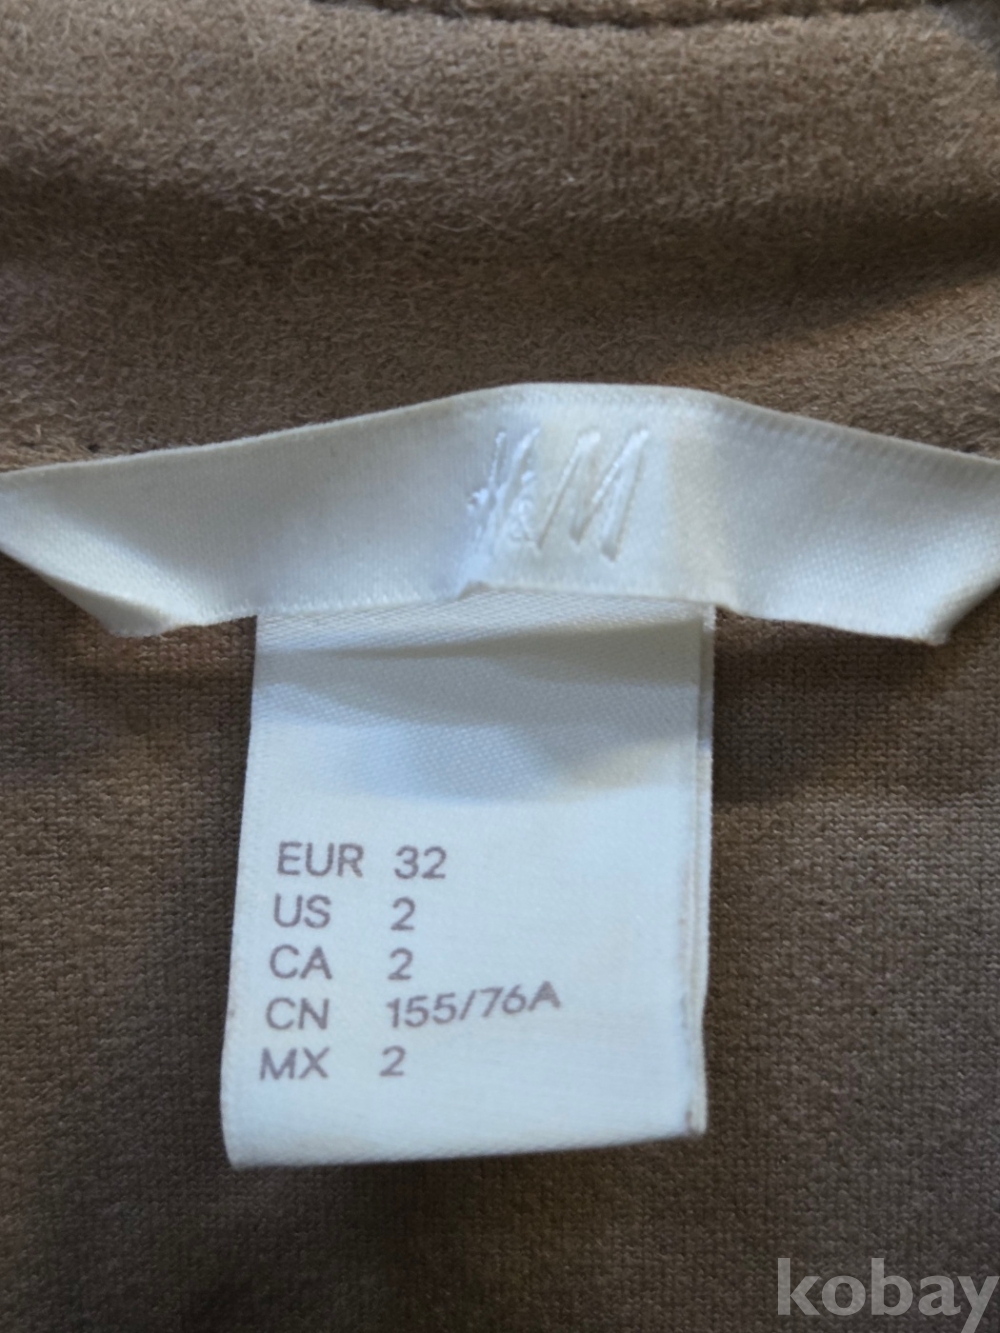 H&M
EUR 32
US 2
CA 2
CN 155/76A
MX 2
kobay